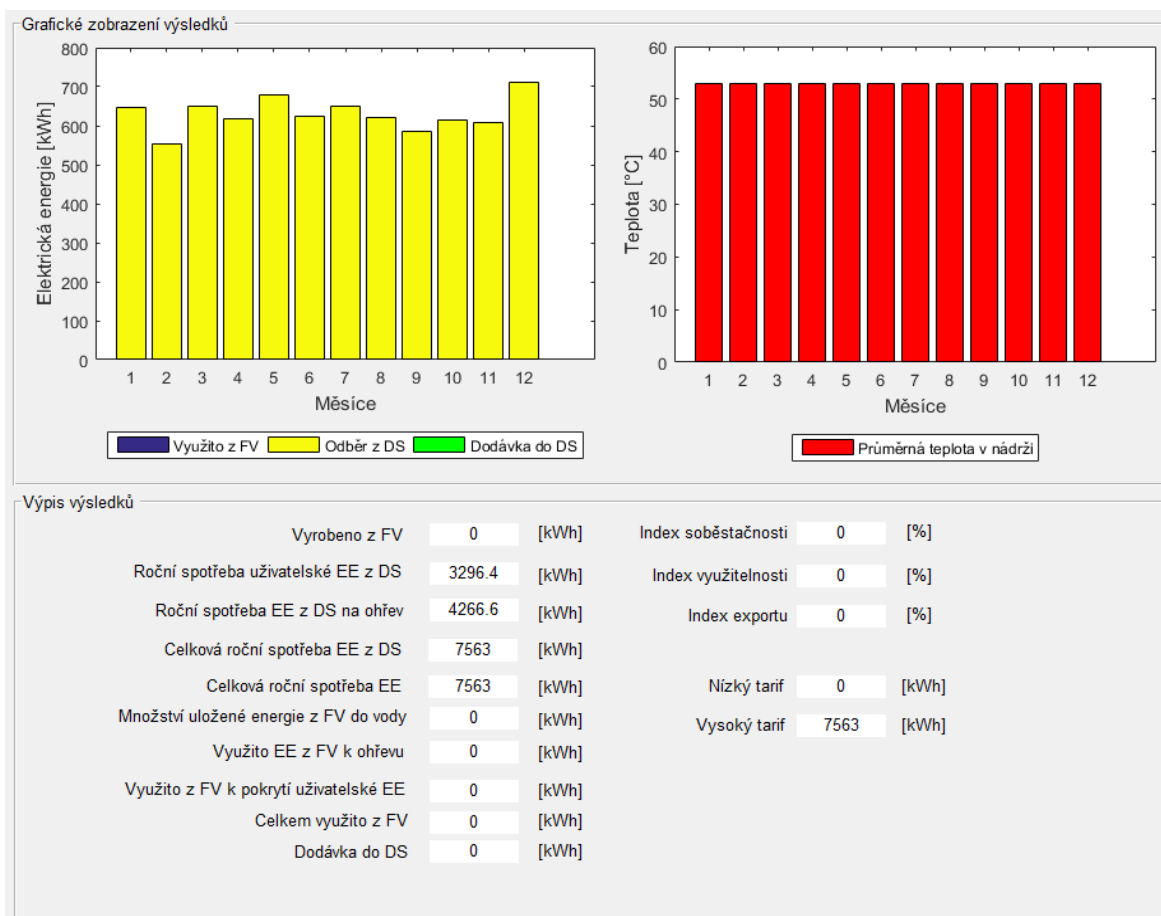 Grafické zobrazení výsledků
800
700
600
500
400
300
200
100
0
Elektrická energie [kWh]
1 2 3 4 5 6 7 8 9 10 11 12
Měsíce
Využito z FV Odběr z DS Dodávka do DS
60
50
40
30
20
10
0
Teplota [°C]
1 2 3 4 5 6 7 8 9 10 11 12
Měsíce
Průměrná teplota v nádrži
Výpis výsledků
Vyrobeno z FV 0 [kWh]
Roční spotřeba uživatelské EE z DS 3296.4 [kWh]
Roční spotřeba EE z DS na ohřev 4266.6 [kWh]
Celková roční spotřeba EE z DS 7563 [kWh]
Celková roční spotřeba EE 7563 [kWh]
Množství uložené energie z FV do vody 0 [kWh]
Využito EE z FV k ohřevu 0 [kWh]
Využito z FV k pokrytí uživatelské EE 0 [kWh]
Celkem využito z FV 0 [kWh]
Dodávka do DS 0 [kWh]
Index soběstačnosti 0 [%]
Index využitelnosti 0 [%]
Index exportu 0 [%]
Nízký tarif 0 [kWh]
Vysoký tarif 7563 [kWh]